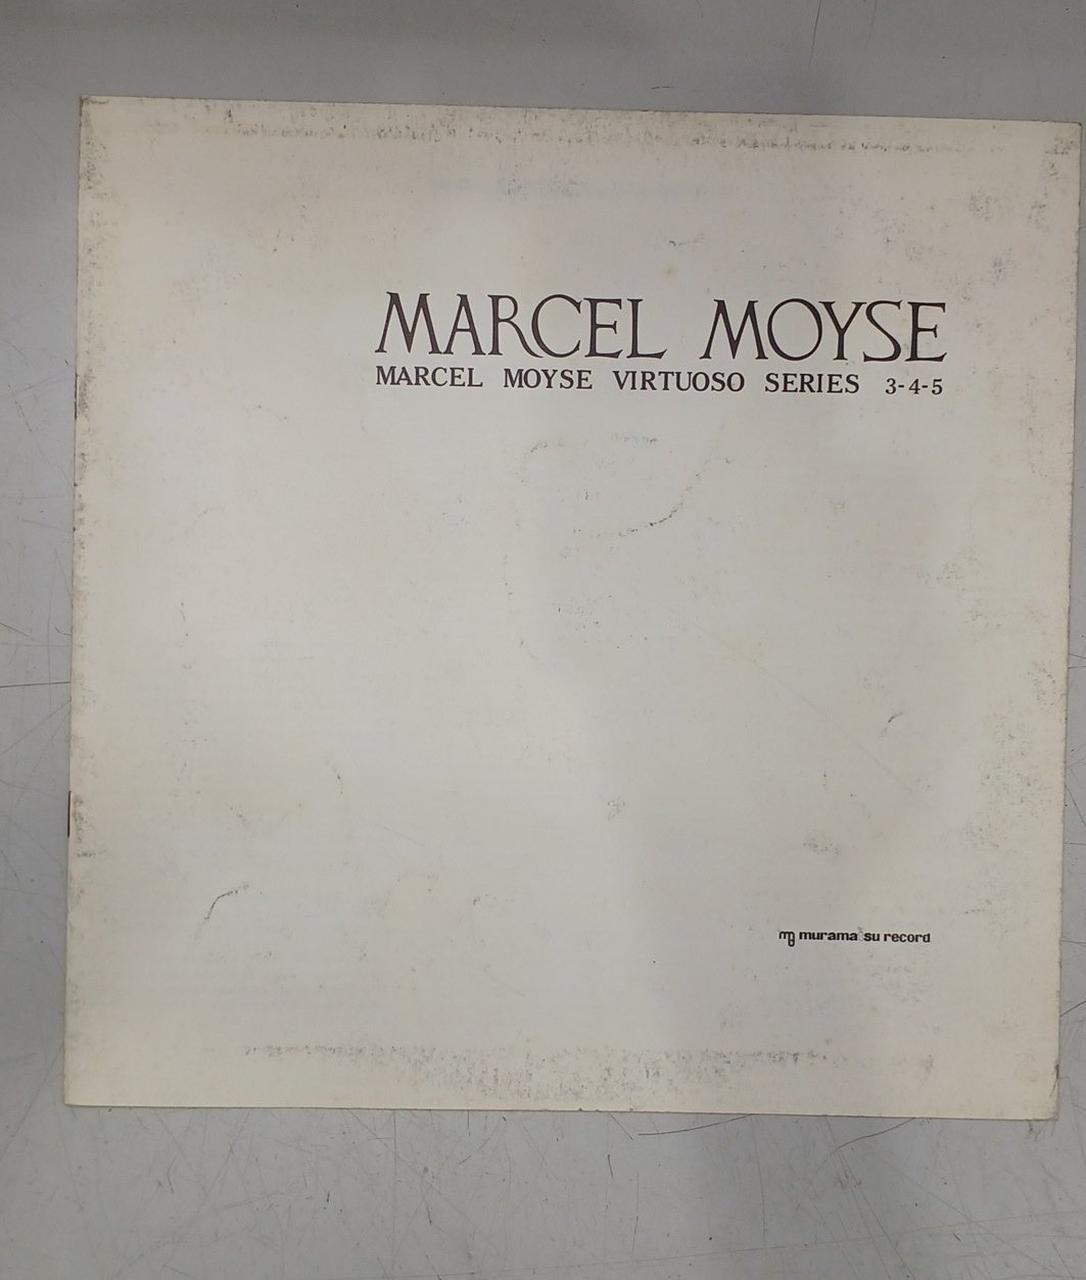 MARCEL MOYSE
MARCEL MOYSE VIRTUOSO SERIES 3-4-5
muramatsu record